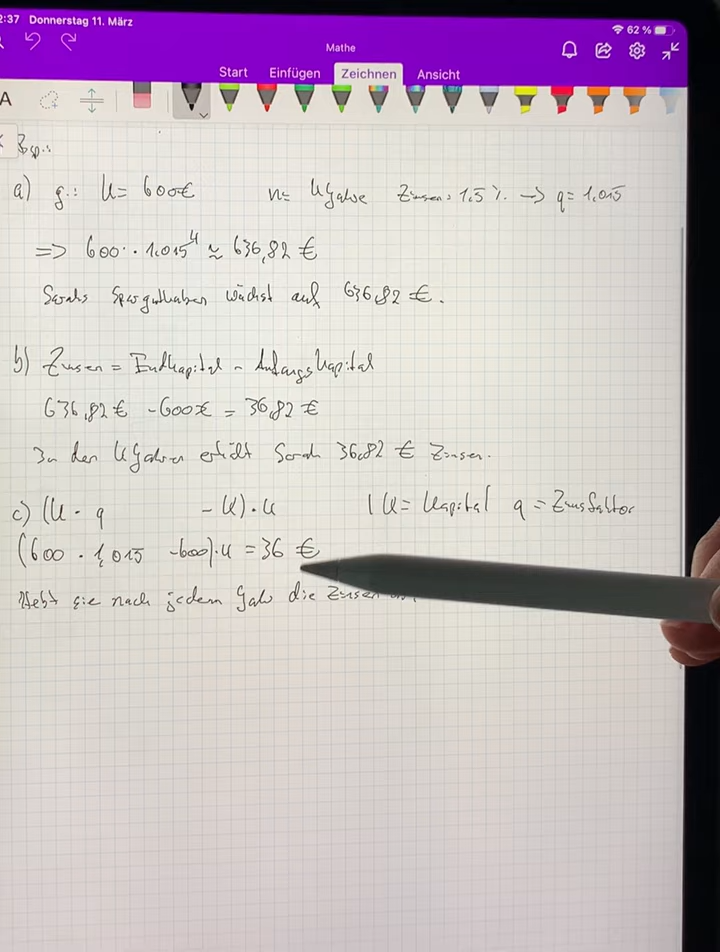 2:37 Donnerstag 11. März
62 %
Mathe
Start Einfügen Zeichnen Ansicht
A
Bsp.:
a) g.: K= 600€ n= 4 Jahre Zinsen: 1,5 % -> q= 1,015
=> 600 · 1,015^4 ≈ 636,82 €
Sarahs Sparguthaben wächst auf 636,82 €.
b) Zinsen = Endkapital - Anfangskapital
636,82 € - 600€ = 36,82 €
In den 4 Jahren erhält Sarah 36,82 € Zinsen.
c) (K · q - K) · 4 | K = Kapital q = Zinsfaktor
(600 · 1,015 - 600) · 4 = 36 €
Hebt sie nach jedem Jahr die Zinsen